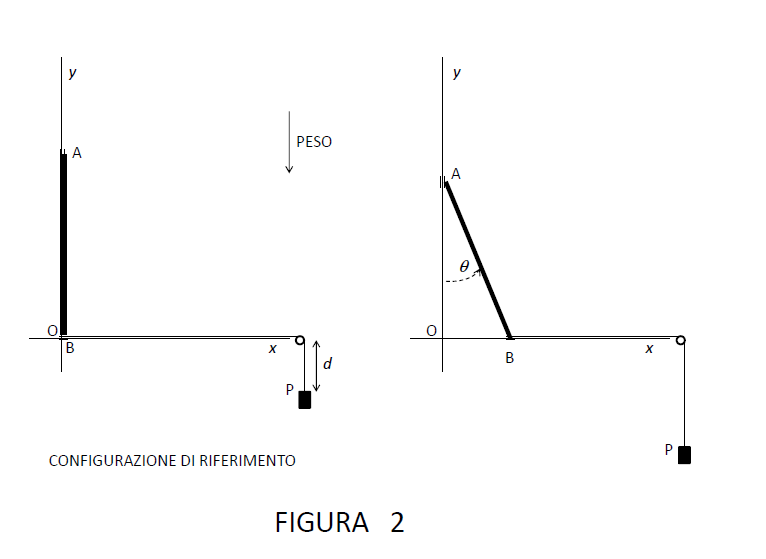 y
y
A
PESO
A
θ
O
B
x
d
P
O
B
x
P
CONFIGURAZIONE DI RIFERIMENTO
FIGURA 2